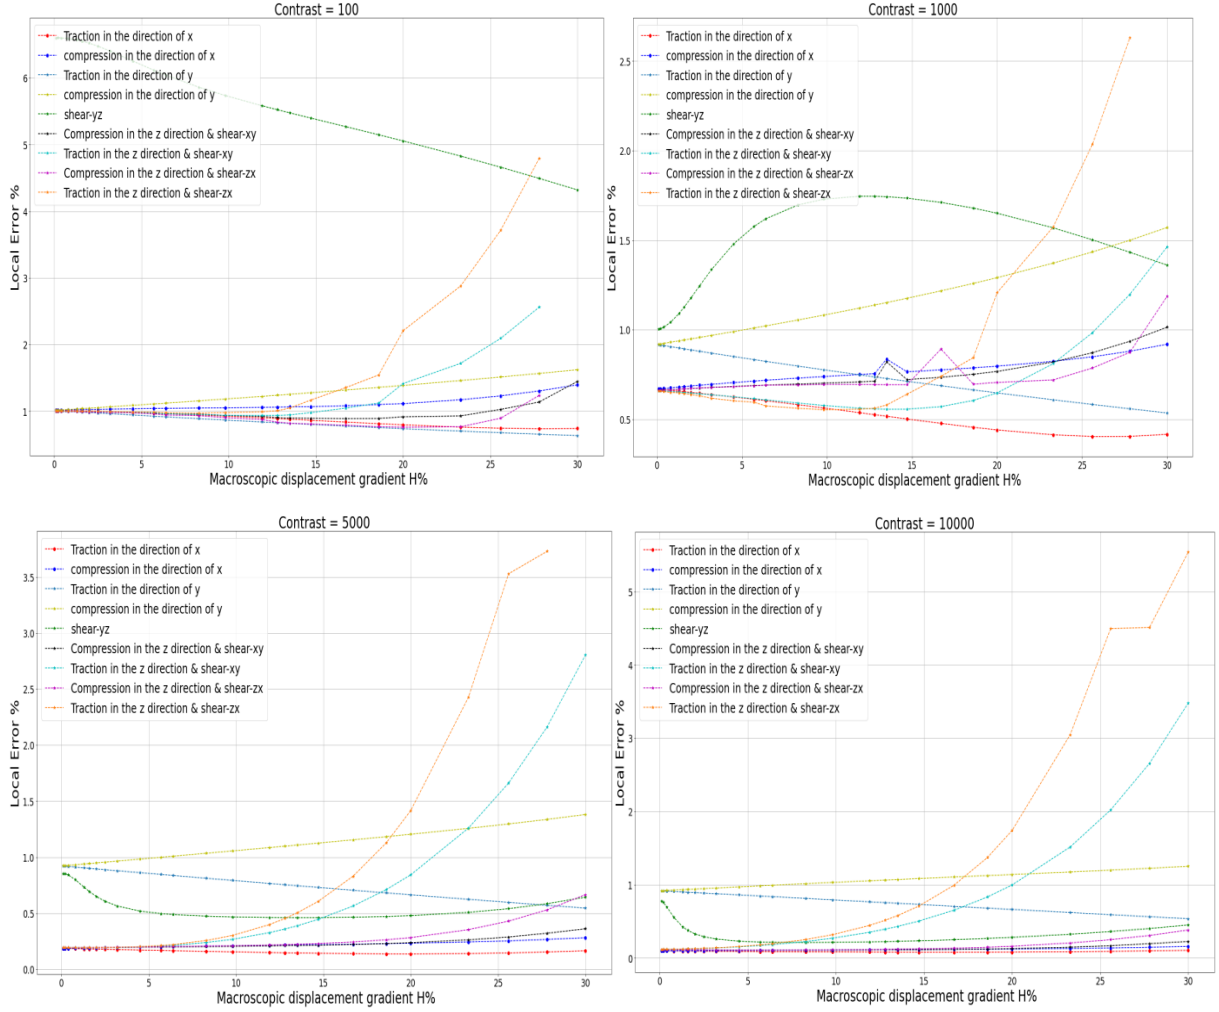 Contrast = 100
Traction in the direction of x
compression in the direction of x
Traction in the direction of y
compression in the direction of y
shear-yz
Compression in the z direction & shear-xy
Traction in the z direction & shear-xy
Compression in the z direction & shear-zx
Traction in the z direction & shear-zx
Local Error %
6
5
4
3
2
1
0 5 10 15 20 25 30
Macroscopic displacement gradient H%
Contrast = 1000
Traction in the direction of x
compression in the direction of x
Traction in the direction of y
compression in the direction of y
shear-yz
Compression in the z direction & shear-xy
Traction in the z direction & shear-xy
Compression in the z direction & shear-zx
Traction in the z direction & shear-zx
Local Error %
2.5
2.0
1.5
1.0
0.5
0 5 10 15 20 25 30
Macroscopic displacement gradient H%
Contrast = 5000
Traction in the direction of x
compression in the direction of x
Traction in the direction of y
compression in the direction of y
shear-yz
Compression in the z direction & shear-xy
Traction in the z direction & shear-xy
Compression in the z direction & shear-zx
Traction in the z direction & shear-zx
Local Error %
3.5
3.0
2.5
2.0
1.5
1.0
0.5
0.0
0 5 10 15 20 25 30
Macroscopic displacement gradient H%
Contrast = 10000
Traction in the direction of x
compression in the direction of x
Traction in the direction of y
compression in the direction of y
shear-yz
Compression in the z direction & shear-xy
Traction in the z direction & shear-xy
Compression in the z direction & shear-zx
Traction in the z direction & shear-zx
Local Error %
5
4
3
2
1
0
0 5 10 15 20 25 30
Macroscopic displacement gradient H%